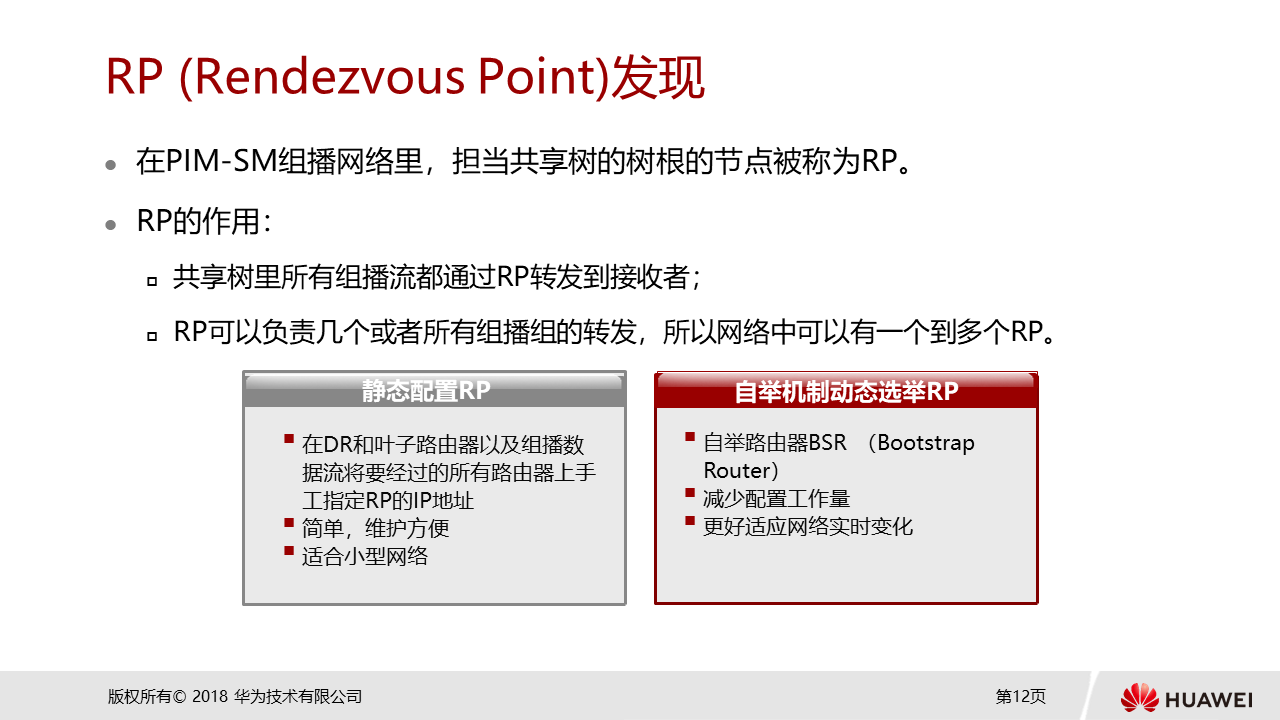 RP (Rendezvous Point)发现
在PIM-SM组播网络里，担当共享树的树根的节点被称为RP。
RP的作用：
共享树里所有组播流都通过RP转发到接收者；
RP可以负责几个或者所有组播组的转发，所以网络中可以有一个到多个RP。
静态配置RP
在DR和叶子路由器以及组播数
据流将要经过的所有路由器上手
工指定RP的IP地址
简单，维护方便
适合小型网络
自举机制动态选举RP
自举路由器BSR （Bootstrap
Router）
减少配置工作量
更好适应网络实时变化
版权所有© 2018 华为技术有限公司
第12页
HUAWEI